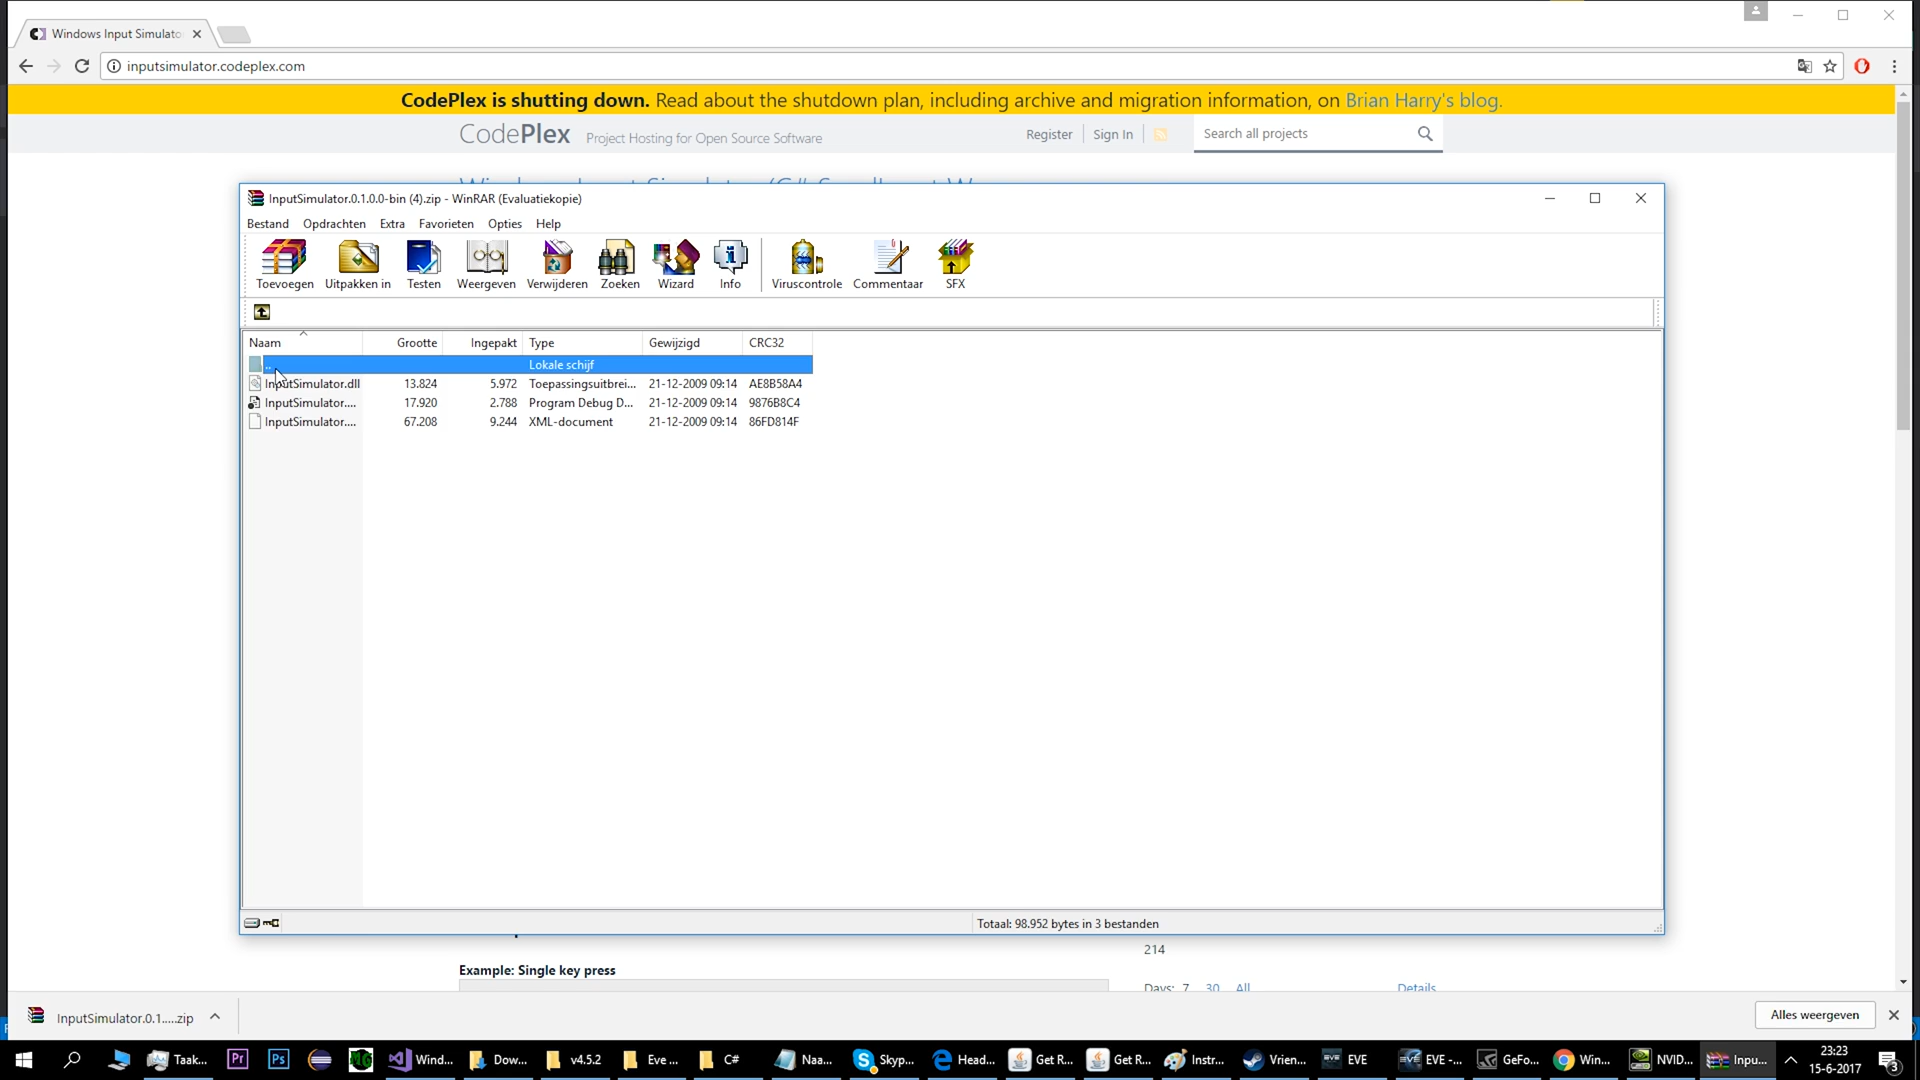 Windows Input Simulato
inputsimulator.codeplex.com
CodePlex is shutting down. Read about the shutdown plan, including archive and migration information, on Brian Harry's blog.
CodePlex Project Hosting for Open Source Software
Register Sign In Search all projects
InputSimulator.0.1.0.0-bin (4).zip - WinRAR (Evaluatiekopie)
Bestand Opdrachten Extra Favorieten Opties Help
Toevoegen Uitpakken in Testen Weergeven Verwijderen Zoeken Wizard Info Viruscontrole Commentaar SFX
Naam Grootte Ingepakt Type Gewijzigd CRC32
.. Lokale schijf
InputSimulator.dll 13.824 5.972 Toepassingsuitbrei... 21-12-2009 09:14 AE8B58A4
InputSimulator.... 17.920 2.788 Program Debug D... 21-12-2009 09:14 9876B8C4
InputSimulator.... 67.208 9.244 XML-document 21-12-2009 09:14 86FD814F
Totaal: 98.952 bytes in 3 bestanden
214
Example: Single key press
Days: 7 30 All Details
InputSimulator.0.1.....zip
Alles weergeven
Taak... Pr Ps Wind... Dow... v4.5.2 Eve ... C# Naa... Skyp... Head... Get R... Get R... Instr... Vrien... EVE EVE -... GeFo... Win... NVID... Inpu...
23:23
15-6-2017
3